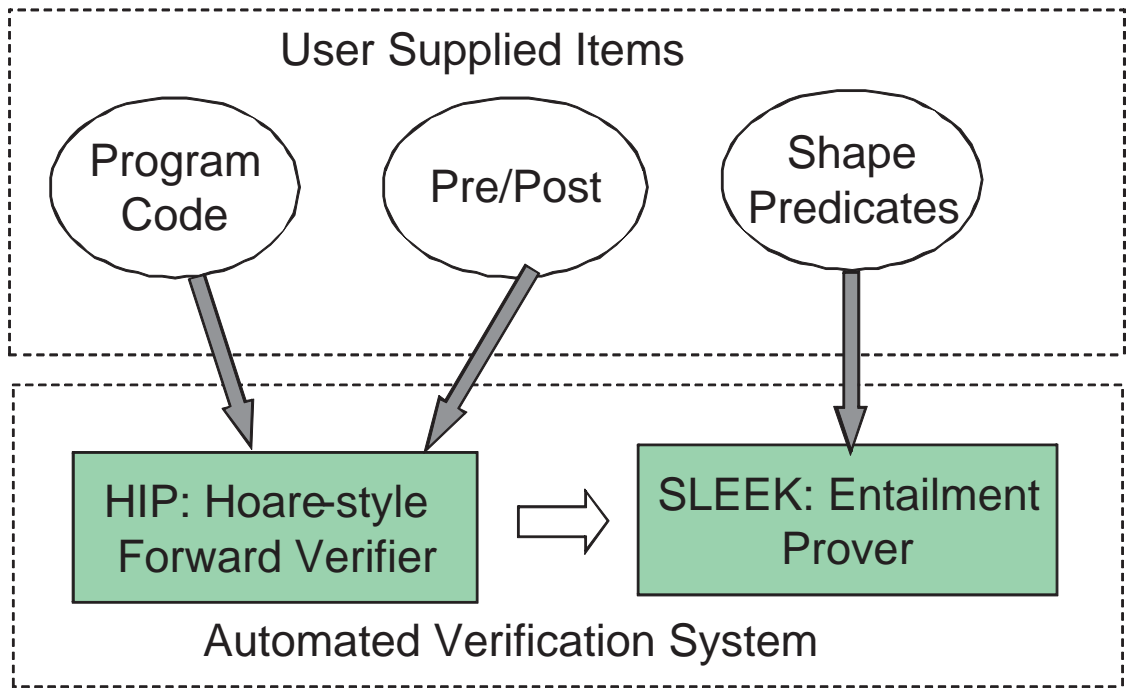 User Supplied Items
Program
Code
Pre/Post
Shape
Predicates
HIP: Hoare-style
Forward Verifier
SLEEK: Entailment
Prover
Automated Verification System